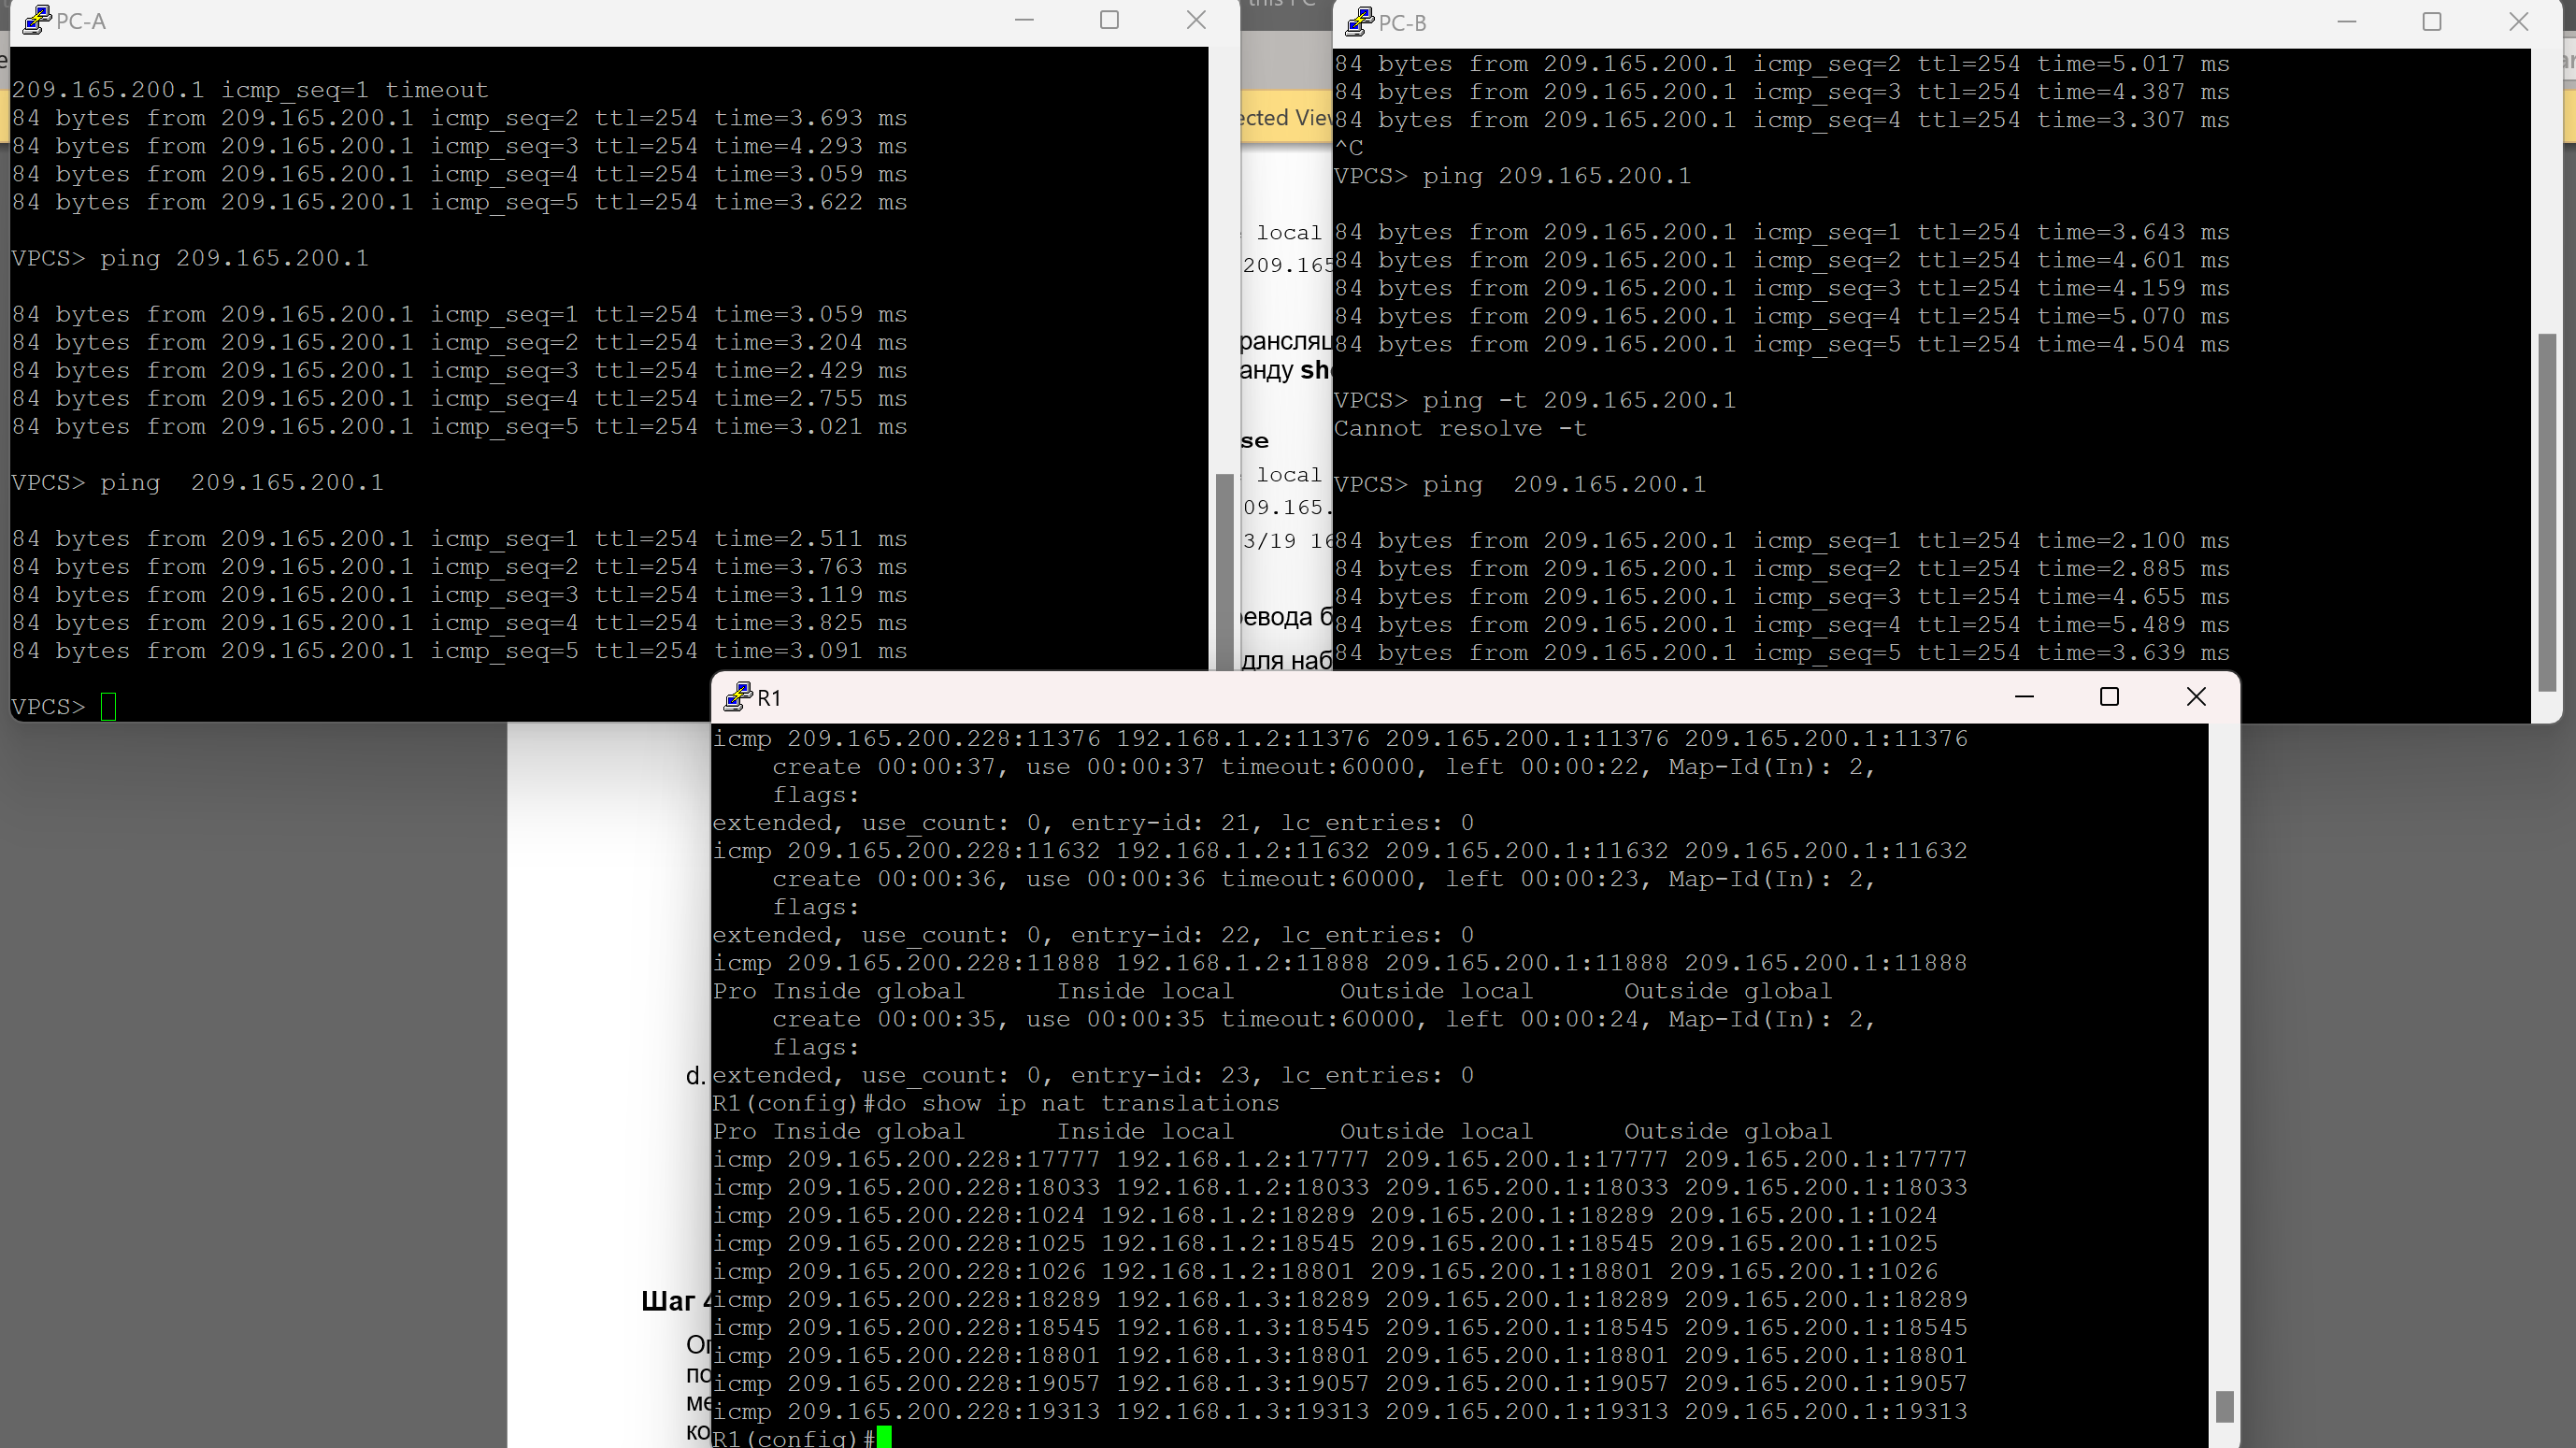 PC-A
209.165.200.1 icmp_seq=1 timeout
84 bytes from 209.165.200.1 icmp_seq=2 ttl=254 time=3.693 ms
84 bytes from 209.165.200.1 icmp_seq=3 ttl=254 time=4.293 ms
84 bytes from 209.165.200.1 icmp_seq=4 ttl=254 time=3.059 ms
84 bytes from 209.165.200.1 icmp_seq=5 ttl=254 time=3.622 ms
VPCS> ping 209.165.200.1
84 bytes from 209.165.200.1 icmp_seq=1 ttl=254 time=3.059 ms
84 bytes from 209.165.200.1 icmp_seq=2 ttl=254 time=3.204 ms
84 bytes from 209.165.200.1 icmp_seq=3 ttl=254 time=2.429 ms
84 bytes from 209.165.200.1 icmp_seq=4 ttl=254 time=2.755 ms
84 bytes from 209.165.200.1 icmp_seq=5 ttl=254 time=3.021 ms
VPCS> ping  209.165.200.1
84 bytes from 209.165.200.1 icmp_seq=1 ttl=254 time=2.511 ms
84 bytes from 209.165.200.1 icmp_seq=2 ttl=254 time=3.763 ms
84 bytes from 209.165.200.1 icmp_seq=3 ttl=254 time=3.119 ms
84 bytes from 209.165.200.1 icmp_seq=4 ttl=254 time=3.825 ms
84 bytes from 209.165.200.1 icmp_seq=5 ttl=254 time=3.091 ms
VPCS>
this PC
ected View
local
209.165
рансляц
анду sh
se
local
09.165.
3/19 16
ревода б
для наб
PC-B
84 bytes from 209.165.200.1 icmp_seq=2 ttl=254 time=5.017 ms
84 bytes from 209.165.200.1 icmp_seq=3 ttl=254 time=4.387 ms
84 bytes from 209.165.200.1 icmp_seq=4 ttl=254 time=3.307 ms
^C
VPCS> ping 209.165.200.1
84 bytes from 209.165.200.1 icmp_seq=1 ttl=254 time=3.643 ms
84 bytes from 209.165.200.1 icmp_seq=2 ttl=254 time=4.601 ms
84 bytes from 209.165.200.1 icmp_seq=3 ttl=254 time=4.159 ms
84 bytes from 209.165.200.1 icmp_seq=4 ttl=254 time=5.070 ms
84 bytes from 209.165.200.1 icmp_seq=5 ttl=254 time=4.504 ms
VPCS> ping -t 209.165.200.1
Cannot resolve -t
VPCS> ping  209.165.200.1
84 bytes from 209.165.200.1 icmp_seq=1 ttl=254 time=2.100 ms
84 bytes from 209.165.200.1 icmp_seq=2 ttl=254 time=2.885 ms
84 bytes from 209.165.200.1 icmp_seq=3 ttl=254 time=4.655 ms
84 bytes from 209.165.200.1 icmp_seq=4 ttl=254 time=5.489 ms
84 bytes from 209.165.200.1 icmp_seq=5 ttl=254 time=3.639 ms
R1
icmp 209.165.200.228:11376 192.168.1.2:11376 209.165.200.1:11376 209.165.200.1:11376
    create 00:00:37, use 00:00:37 timeout:60000, left 00:00:22, Map-Id(In): 2,
    flags:
extended, use_count: 0, entry-id: 21, lc_entries: 0
icmp 209.165.200.228:11632 192.168.1.2:11632 209.165.200.1:11632 209.165.200.1:11632
    create 00:00:36, use 00:00:36 timeout:60000, left 00:00:23, Map-Id(In): 2,
    flags:
extended, use_count: 0, entry-id: 22, lc_entries: 0
icmp 209.165.200.228:11888 192.168.1.2:11888 209.165.200.1:11888 209.165.200.1:11888
Pro Inside global      Inside local       Outside local      Outside global
    create 00:00:35, use 00:00:35 timeout:60000, left 00:00:24, Map-Id(In): 2,
    flags:
extended, use_count: 0, entry-id: 23, lc_entries: 0
R1(config)#do show ip nat translations
Pro Inside global      Inside local       Outside local      Outside global
icmp 209.165.200.228:17777 192.168.1.2:17777 209.165.200.1:17777 209.165.200.1:17777
icmp 209.165.200.228:18033 192.168.1.2:18033 209.165.200.1:18033 209.165.200.1:18033
icmp 209.165.200.228:1024 192.168.1.2:18289 209.165.200.1:18289 209.165.200.1:1024
icmp 209.165.200.228:1025 192.168.1.2:18545 209.165.200.1:18545 209.165.200.1:1025
icmp 209.165.200.228:1026 192.168.1.2:18801 209.165.200.1:18801 209.165.200.1:1026
icmp 209.165.200.228:18289 192.168.1.3:18289 209.165.200.1:18289 209.165.200.1:18289
icmp 209.165.200.228:18545 192.168.1.3:18545 209.165.200.1:18545 209.165.200.1:18545
icmp 209.165.200.228:18801 192.168.1.3:18801 209.165.200.1:18801 209.165.200.1:18801
icmp 209.165.200.228:19057 192.168.1.3:19057 209.165.200.1:19057 209.165.200.1:19057
icmp 209.165.200.228:19313 192.168.1.3:19313 209.165.200.1:19313 209.165.200.1:19313
R1(config)#
d.
Шаг 4
по
ме
ко